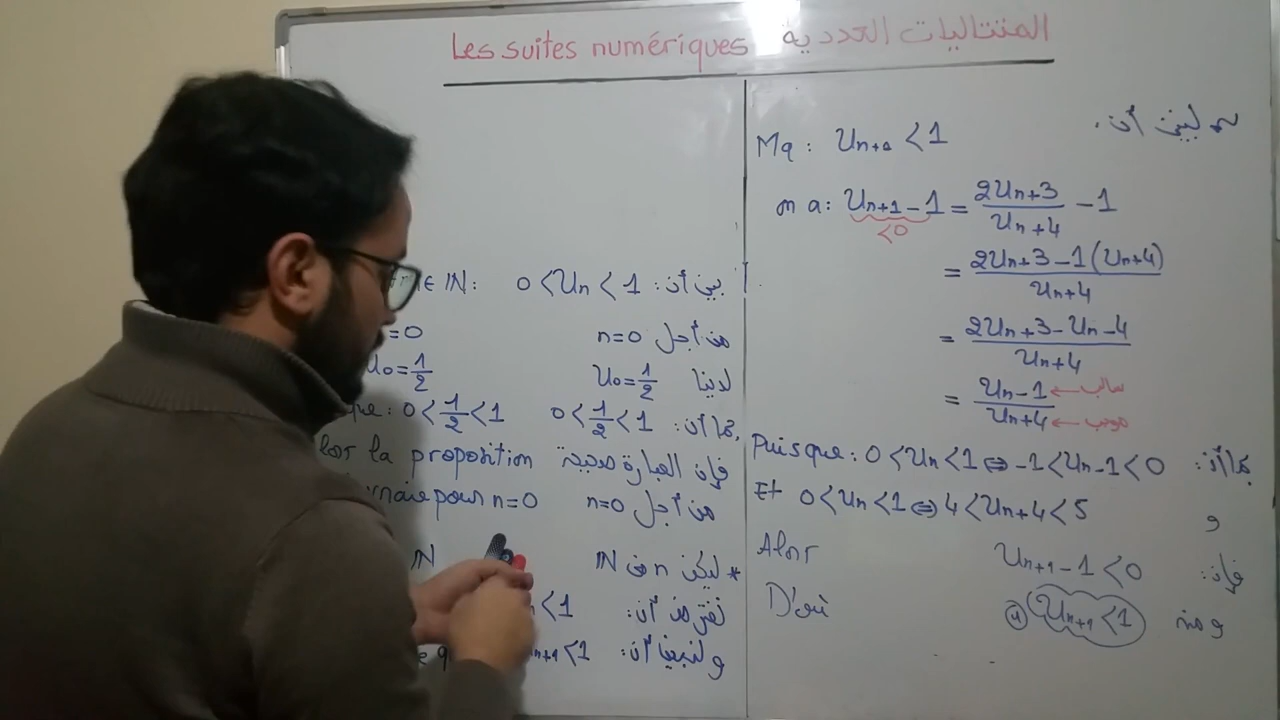 Les suites numériques المتتاليات العددية
∈ IN: 0 < Un < 1 بين أن:
=0 n=0 من أجل
U0=1/2 U0=1/2 لدينا
que: 0<1/2<1 0<1/2<1 بما أن:
la proposition فإن العبارة صحيحة
vraie pour n=0 n=0 من أجل
IN IN ليكن n من *
<1 نفترض أن:
n+1 <1 ولنبين أن:
لنبين أن.
Mq: Un+1 < 1
on a: Un+1 - 1 = (2Un+3)/(Un+4) - 1
<0
= (2Un+3-1(Un+4))/(Un+4)
= (2Un+3-Un-4)/(Un+4)
= (Un-1)/(Un+4) ← سالب ← موجب
Puisque: 0<Un<1 ⇔ -1<Un-1<0 بما أن:
Et 0<Un<1 ⇔ 4<Un+4<5 و
Alor Un+1-1<0 فإن:
D'où Un+1<1 ومنه